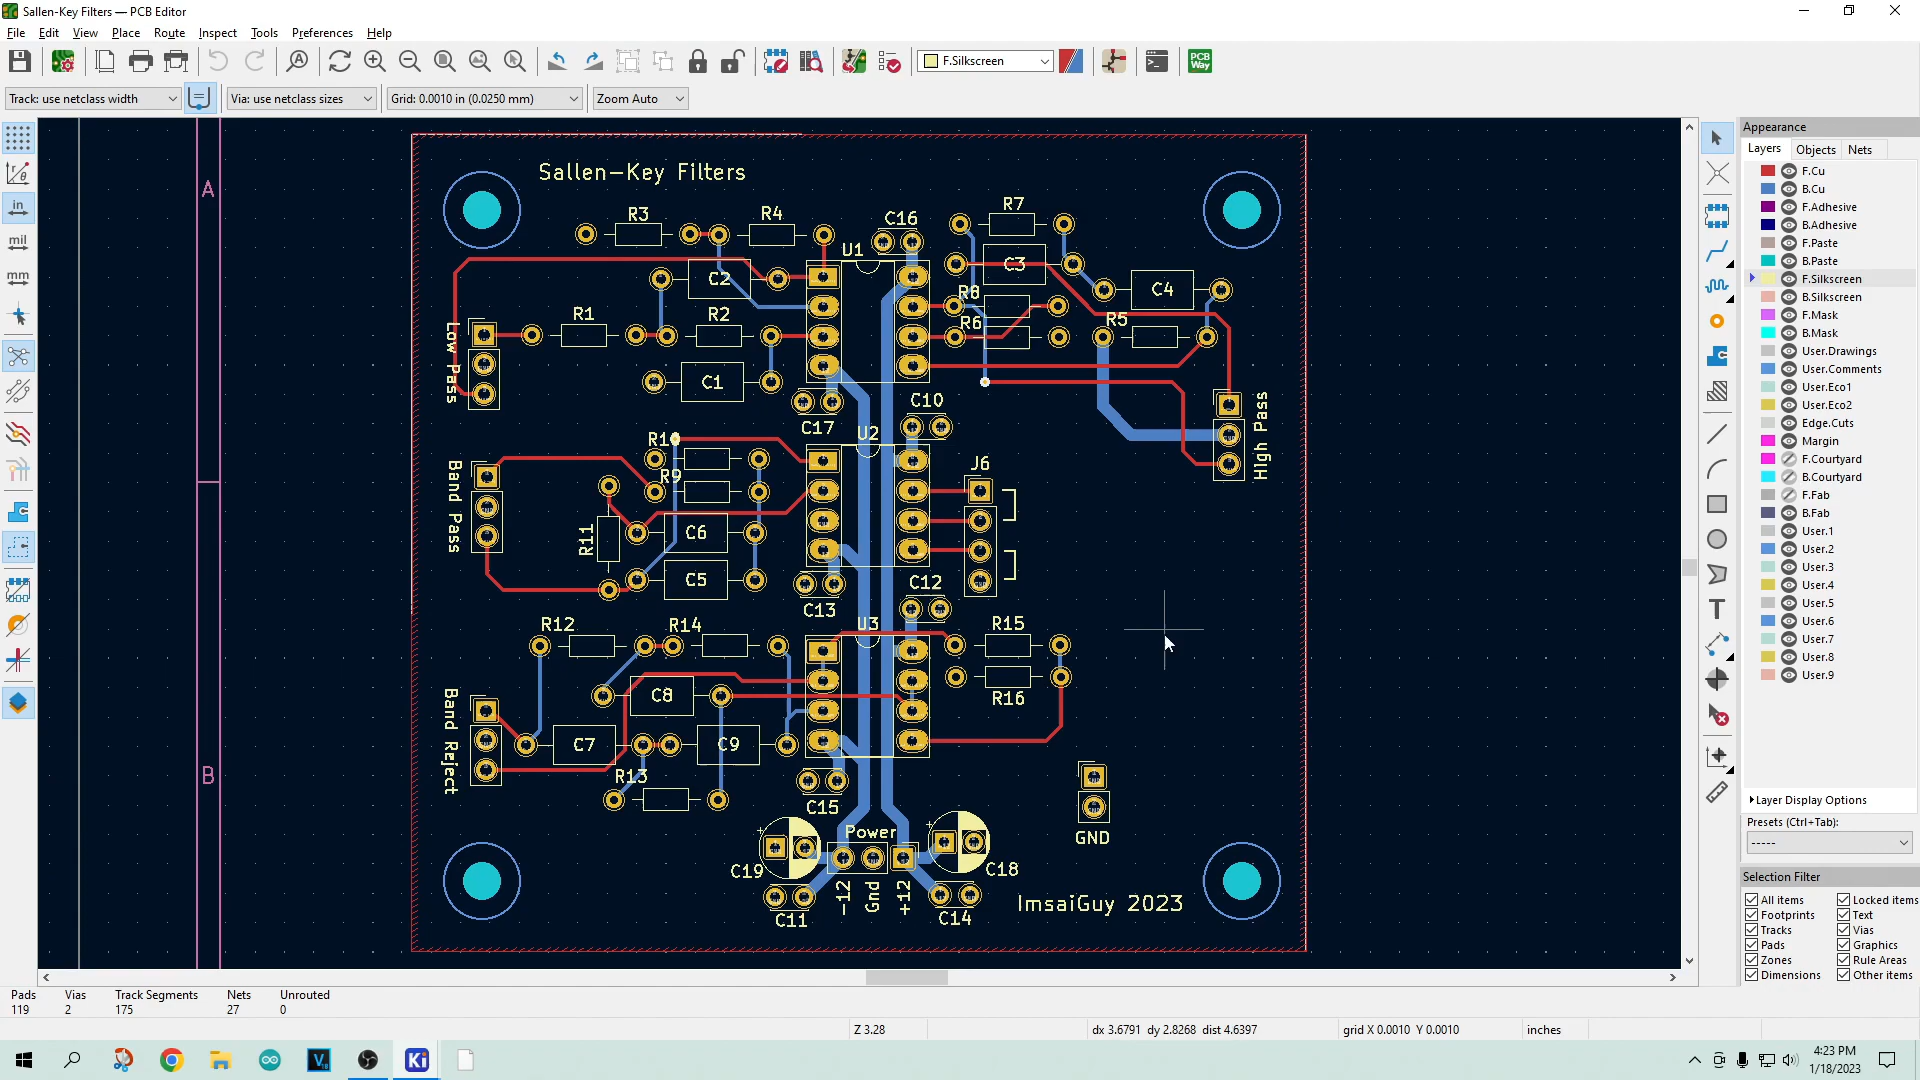 Sallen-Key Filters — PCB Editor
File Edit View Place Route Inspect Tools Preferences Help
F.Silkscreen
PCB Way
Track: use netclass width Via: use netclass sizes Grid: 0.0010 in (0.0250 mm) Zoom Auto
in
mil
mm
A
B
Sallen-Key Filters
R3 R4 C16 R7
U1
C2 C3 C4
R8
R1 R2 R6 R5
Low Pass
C1
C17 C10
High Pass
U2
R10
R9 J6
Band Pass
R11 C6
C5 C12
C13
R12 R14 U3 R15
C8 R16
Band Reject
C7 C9
R13
C15
GND
Power
C19 C18
-12 Gnd +12
C11 C14
ImsaiGuy 2023
Appearance
Layers Objects Nets
F.Cu
B.Cu
F.Adhesive
B.Adhesive
F.Paste
B.Paste
F.Silkscreen
B.Silkscreen
F.Mask
B.Mask
User.Drawings
User.Comments
User.Eco1
User.Eco2
Edge.Cuts
Margin
F.Courtyard
B.Courtyard
F.Fab
B.Fab
User.1
User.2
User.3
User.4
User.5
User.6
User.7
User.8
User.9
Layer Display Options
Presets (Ctrl+Tab):
-----
Selection Filter
All items Locked items
Footprints Text
Tracks Vias
Pads Graphics
Zones Rule Areas
Dimensions Other items
Pads Vias Track Segments Nets Unrouted
119 2 175 27 0
Z 3.28 dx 3.6791 dy 2.8268 dist 4.6397 grid X 0.0010 Y 0.0010 inches
Ki
4:23 PM
1/18/2023